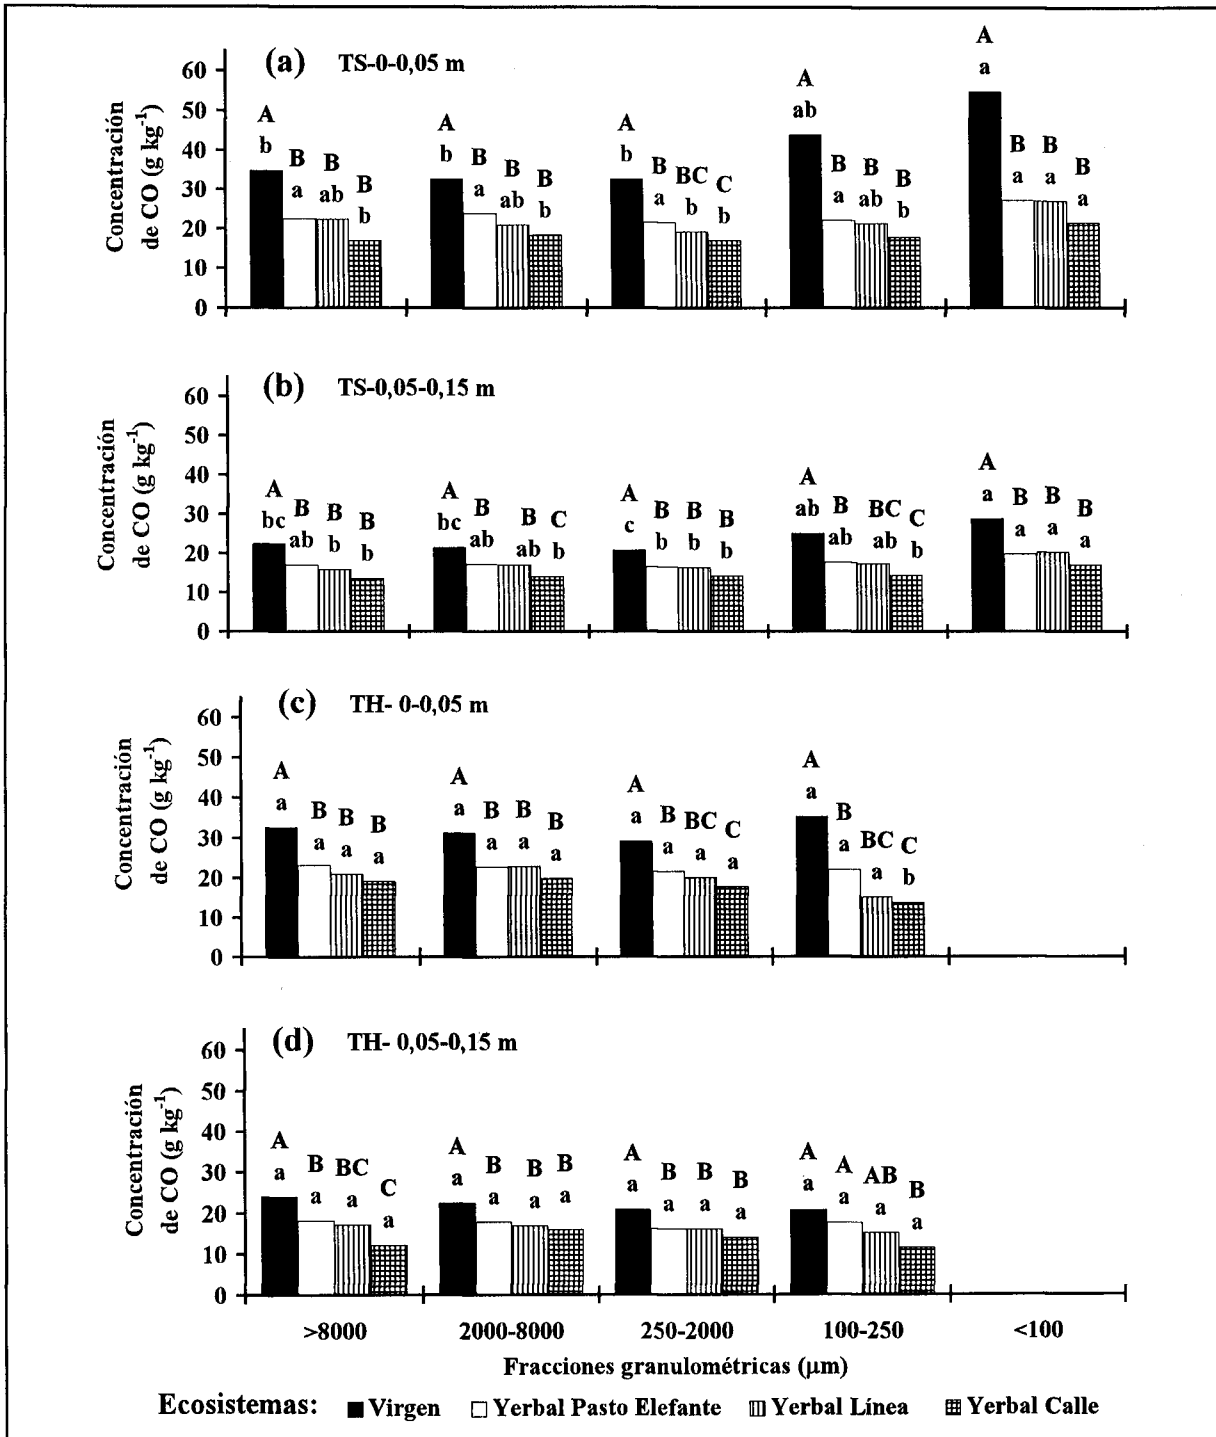 (a) TS-0-0,05 m
Concentración
de CO (g kg⁻¹)
60
50
40
30
20
10
0
A B B B
b a ab b
A B B B
b a ab b
A B BC C
b a b b
A B B B
ab a ab b
A B B B
a a a a
(b) TS-0,05-0,15 m
Concentración
de CO (g kg⁻¹)
60
50
40
30
20
10
0
A B B B
bc ab b b
A B B C
bc ab ab b
A B B B
c b b b
A B BC C
ab ab ab b
A B B B
a a a a
(c) TH- 0-0,05 m
Concentración
de CO (g kg⁻¹)
60
50
40
30
20
10
0
A B B B
a a a a
A B B B
a a a a
A B BC C
a a a a
A B BC C
a a a b
(d) TH- 0,05-0,15 m
Concentración
de CO (g kg⁻¹)
60
50
40
30
20
10
0
A B BC C
a a a a
A B B B
a a a a
A B B B
a a a a
A A AB B
a a a a
>8000 2000-8000 250-2000 100-250 <100
Fracciones granulométricas (µm)
Ecosistemas: Virgen Yerbal Pasto Elefante Yerbal Línea Yerbal Calle